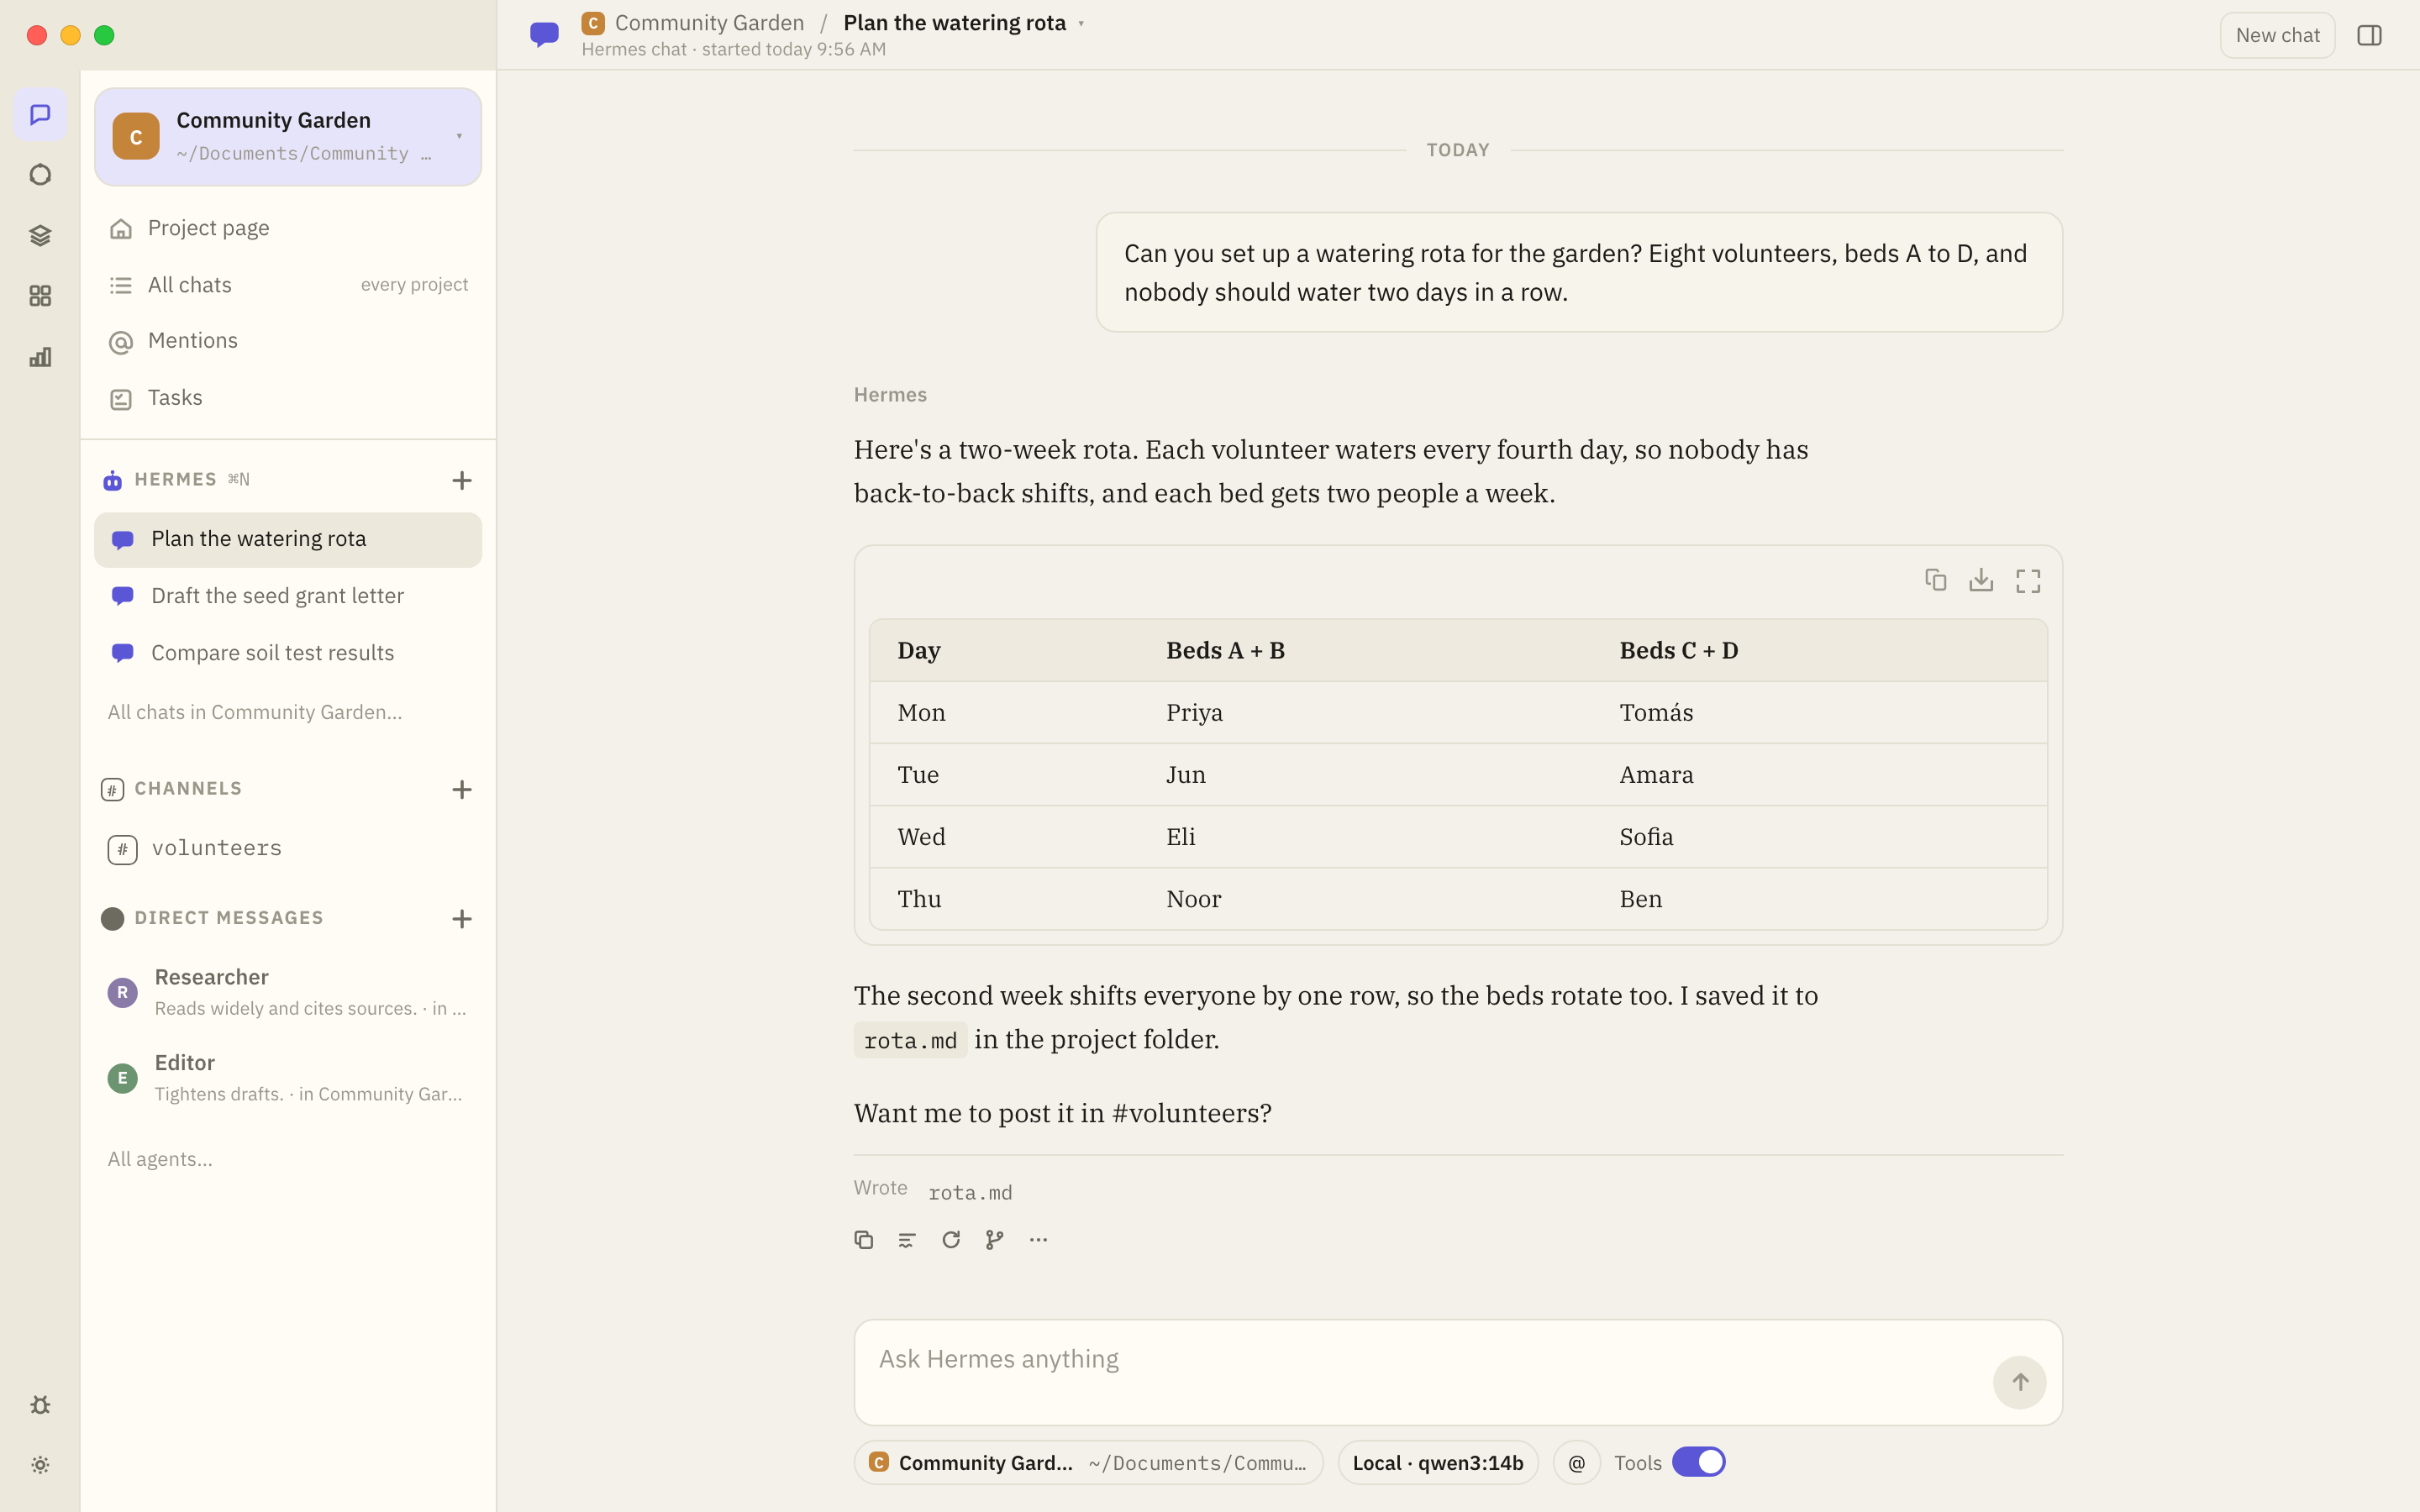 C Community Garden / Plan the watering rota
Hermes chat · started today 9:56 AM
New chat
C
Community Garden
~/Documents/Community …
Project page
All chats every project
Mentions
Tasks
HERMES ⌘N
Plan the watering rota
Draft the seed grant letter
Compare soil test results
All chats in Community Garden...
# CHANNELS
# volunteers
DIRECT MESSAGES
R
Researcher
Reads widely and cites sources. · in ...
E
Editor
Tightens drafts. · in Community Gar...
All agents...
TODAY
Can you set up a watering rota for the garden? Eight volunteers, beds A to D, and
nobody should water two days in a row.
Hermes
Here's a two-week rota. Each volunteer waters every fourth day, so nobody has
back-to-back shifts, and each bed gets two people a week.
Day Beds A + B Beds C + D
Mon Priya Tomás
Tue Jun Amara
Wed Eli Sofia
Thu Noor Ben
The second week shifts everyone by one row, so the beds rotate too. I saved it to
rota.md in the project folder.
Want me to post it in #volunteers?
Wrote rota.md
Ask Hermes anything
C Community Gard... ~/Documents/Commu… Local · qwen3:14b @ Tools